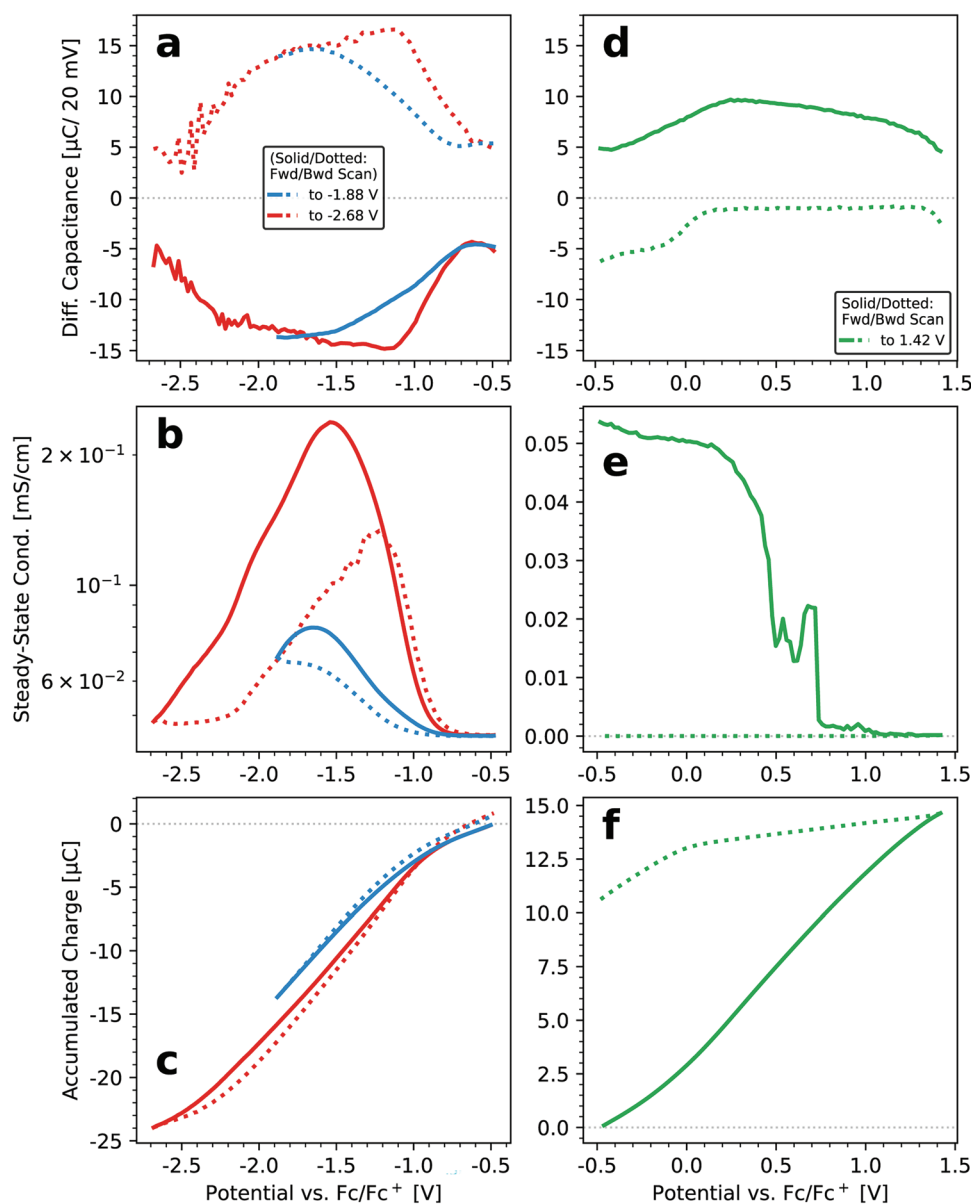 a
d
Diff. Capacitance [µC/ 20 mV]
15
10
5
0
-5
-10
-15
(Solid/Dotted:
Fwd/Bwd Scan)
to -1.88 V
to -2.68 V
-2.5 -2.0 -1.5 -1.0 -0.5
15
10
5
0
-5
-10
-15
Solid/Dotted:
Fwd/Bwd Scan
to 1.42 V
-0.5 0.0 0.5 1.0 1.5
b
e
Steady-State Cond. [mS/cm]
2 × 10⁻¹
10⁻¹
6 × 10⁻²
-2.5 -2.0 -1.5 -1.0 -0.5
0.05
0.04
0.03
0.02
0.01
0.00
-0.5 0.0 0.5 1.0 1.5
c
f
Accumulated Charge [µC]
0
-5
-10
-15
-20
-25
-2.5 -2.0 -1.5 -1.0 -0.5
Potential vs. Fc/Fc⁺ [V]
15.0
12.5
10.0
7.5
5.0
2.5
0.0
-0.5 0.0 0.5 1.0 1.5
Potential vs. Fc/Fc⁺ [V]